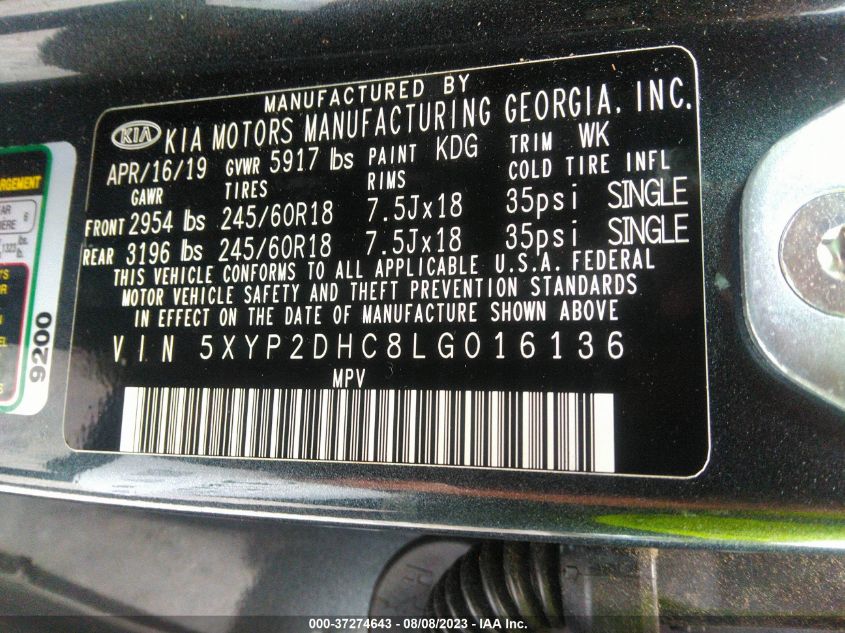 MANUFACTURED BY
KIA KIA MOTORS MANUFACTURING GEORGIA, INC.
APR/16/19 GVWR 5917 lbs PAINT KDG TRIM WK
GAWR TIRES RIMS COLD TIRE INFL
FRONT 2954 lbs 245/60R18 7.5Jx18 35psi SINGLE
REAR 3196 lbs 245/60R18 7.5Jx18 35psi SINGLE
THIS VEHICLE CONFORMS TO ALL APPLICABLE U.S.A. FEDERAL
MOTOR VEHICLE SAFETY AND THEFT PREVENTION STANDARDS
IN EFFECT ON THE DATE OF MANUFACTURE SHOWN ABOVE
VIN 5XYP2DHC8LG016136
MPV
9200
000-37274643 - 08/08/2023 - IAA Inc.